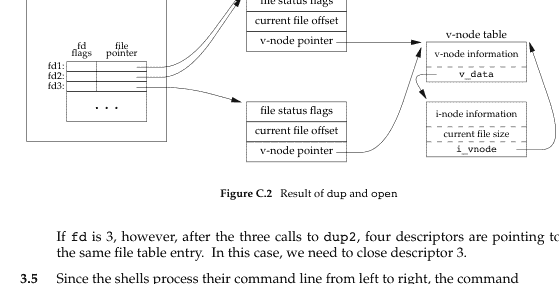 file status flags
current file offset
v-node pointer
fd flags
file pointer
fd1:
fd2:
fd3:
. . .
v-node table
v-node information
v_data
file status flags
current file offset
v-node pointer
i-node information
current file size
i_vnode
Figure C.2 Result of dup and open
If fd is 3, however, after the three calls to dup2, four descriptors are pointing to
the same file table entry. In this case, we need to close descriptor 3.
3.5 Since the shells process their command line from left to right, the command